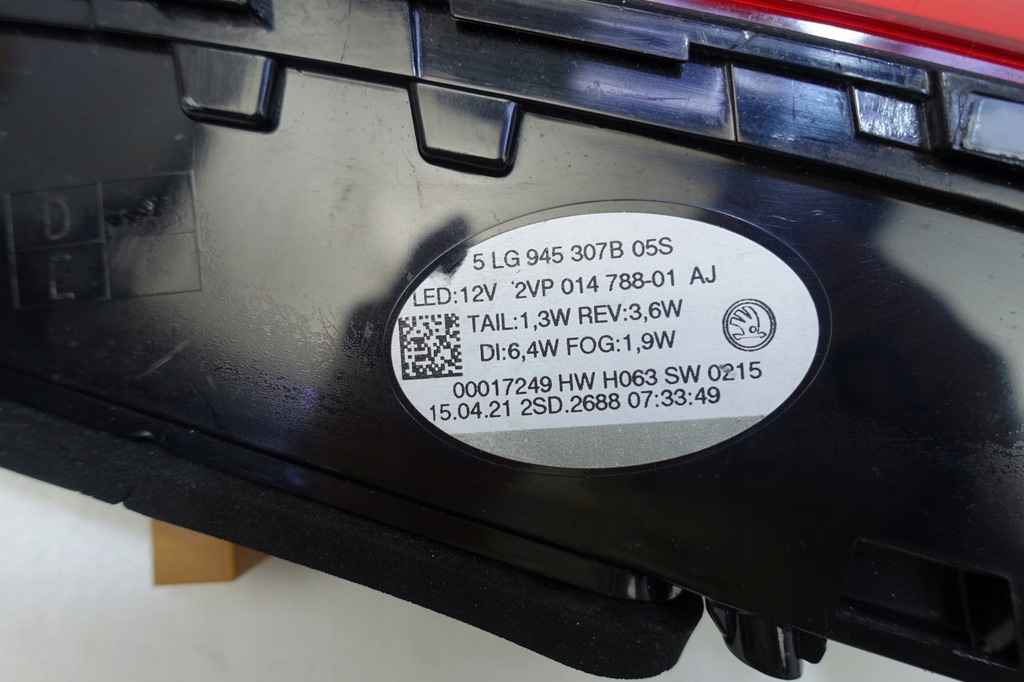 D
E
5 LG 945 307B 05S
LED:12V 2VP 014 788-01 AJ
TAIL:1,3W REV:3,6W
DI:6,4W FOG:1,9W
00017249 HW H063 SW 0215
15.04.21 2SD.2688 07:33:49